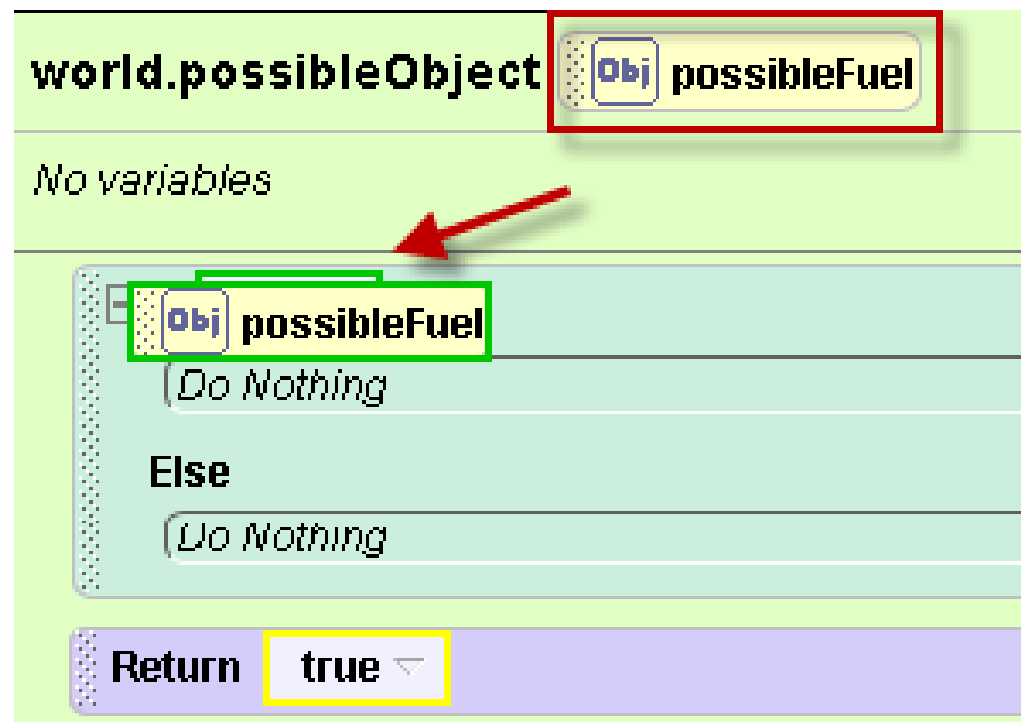 world.possibleObject Obj possibleFuel
No variables
Obj possibleFuel
Do Nothing
Else
Do Nothing
Return true